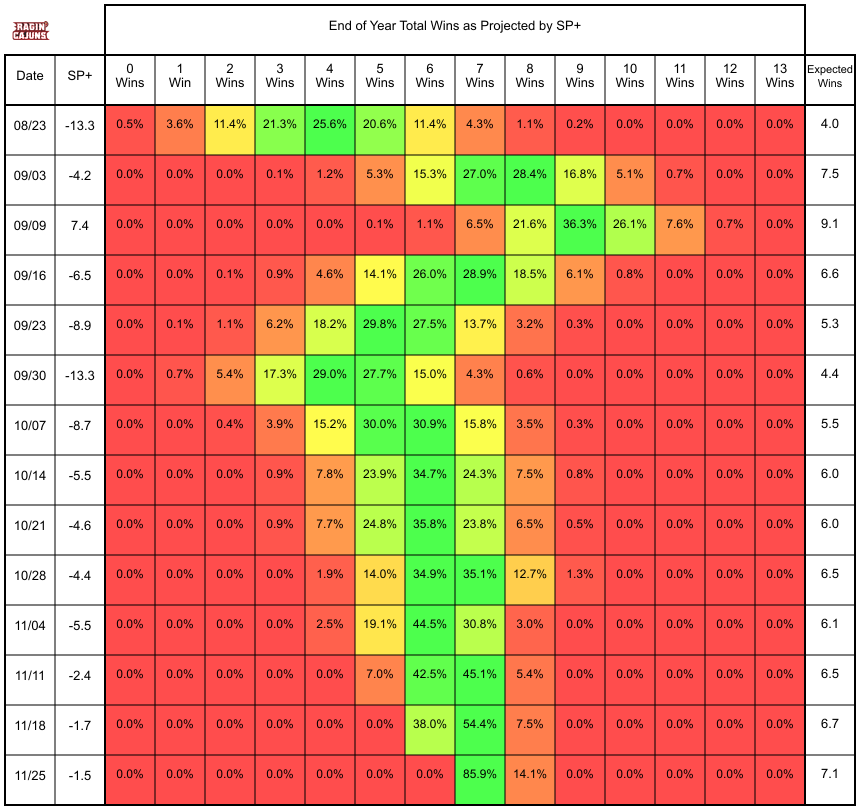 RAGIN'
CAJUNS
End of Year Total Wins as Projected by SP+
Date SP+ 0 Wins 1 Win 2 Wins 3 Wins 4 Wins 5 Wins 6 Wins 7 Wins 8 Wins 9 Wins 10 Wins 11 Wins 12 Wins 13 Wins Expected Wins
08/23 -13.3 0.5% 3.6% 11.4% 21.3% 25.6% 20.6% 11.4% 4.3% 1.1% 0.2% 0.0% 0.0% 0.0% 0.0% 4.0
09/03 -4.2 0.0% 0.0% 0.0% 0.1% 1.2% 5.3% 15.3% 27.0% 28.4% 16.8% 5.1% 0.7% 0.0% 0.0% 7.5
09/09 7.4 0.0% 0.0% 0.0% 0.0% 0.0% 0.1% 1.1% 6.5% 21.6% 36.3% 26.1% 7.6% 0.7% 0.0% 9.1
09/16 -6.5 0.0% 0.0% 0.1% 0.9% 4.6% 14.1% 26.0% 28.9% 18.5% 6.1% 0.8% 0.0% 0.0% 0.0% 6.6
09/23 -8.9 0.0% 0.1% 1.1% 6.2% 18.2% 29.8% 27.5% 13.7% 3.2% 0.3% 0.0% 0.0% 0.0% 0.0% 5.3
09/30 -13.3 0.0% 0.7% 5.4% 17.3% 29.0% 27.7% 15.0% 4.3% 0.6% 0.0% 0.0% 0.0% 0.0% 0.0% 4.4
10/07 -8.7 0.0% 0.0% 0.4% 3.9% 15.2% 30.0% 30.9% 15.8% 3.5% 0.3% 0.0% 0.0% 0.0% 0.0% 5.5
10/14 -5.5 0.0% 0.0% 0.0% 0.9% 7.8% 23.9% 34.7% 24.3% 7.5% 0.8% 0.0% 0.0% 0.0% 0.0% 6.0
10/21 -4.6 0.0% 0.0% 0.0% 0.9% 7.7% 24.8% 35.8% 23.8% 6.5% 0.5% 0.0% 0.0% 0.0% 0.0% 6.0
10/28 -4.4 0.0% 0.0% 0.0% 0.0% 1.9% 14.0% 34.9% 35.1% 12.7% 1.3% 0.0% 0.0% 0.0% 0.0% 6.5
11/04 -5.5 0.0% 0.0% 0.0% 0.0% 2.5% 19.1% 44.5% 30.8% 3.0% 0.0% 0.0% 0.0% 0.0% 0.0% 6.1
11/11 -2.4 0.0% 0.0% 0.0% 0.0% 0.0% 7.0% 42.5% 45.1% 5.4% 0.0% 0.0% 0.0% 0.0% 0.0% 6.5
11/18 -1.7 0.0% 0.0% 0.0% 0.0% 0.0% 0.0% 38.0% 54.4% 7.5% 0.0% 0.0% 0.0% 0.0% 0.0% 6.7
11/25 -1.5 0.0% 0.0% 0.0% 0.0% 0.0% 0.0% 0.0% 85.9% 14.1% 0.0% 0.0% 0.0% 0.0% 0.0% 7.1